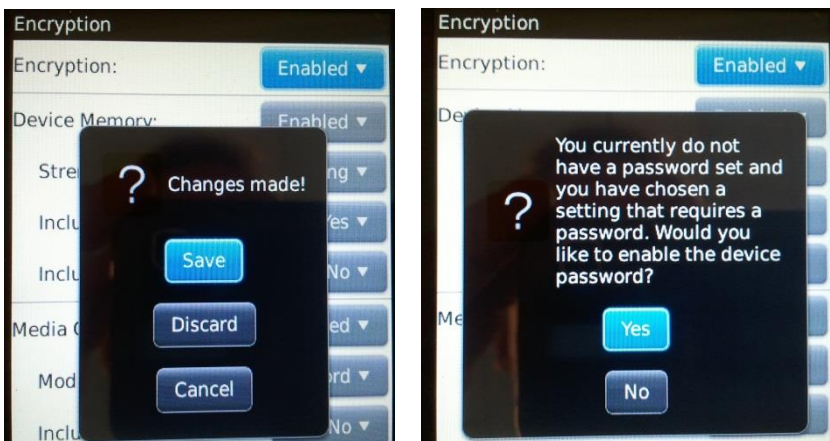 Encryption
Encryption: Enabled
Device Memory: Enabled
Changes made!
Save
Discard
Cancel
Media
No
Encryption
Encryption: Enabled
You currently do not
have a password set and
you have chosen a
setting that requires a
password. Would you
like to enable the device
password?
Yes
No